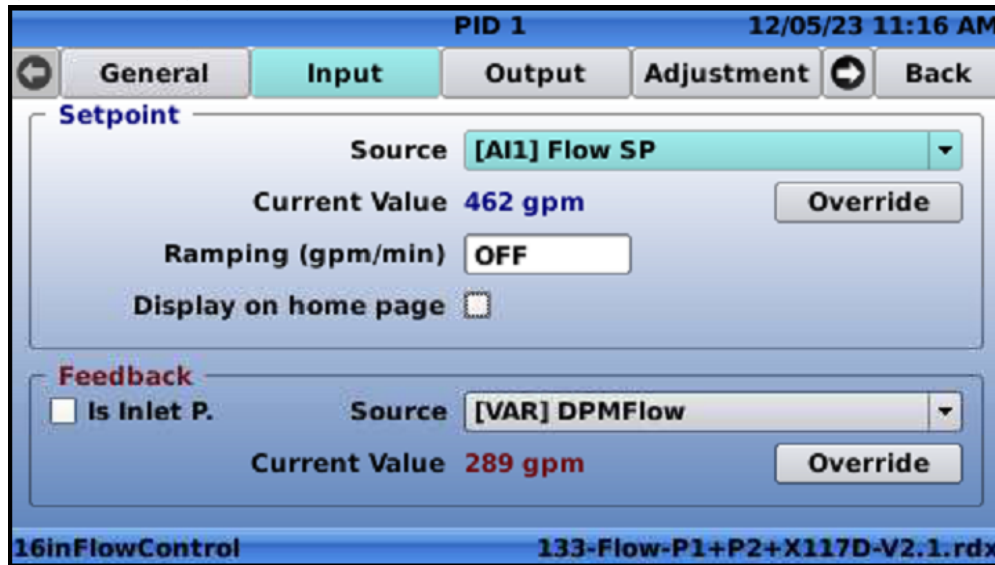 PID 1 12/05/23 11:16 AM
General Input Output Adjustment Back
Setpoint
Source [AI1] Flow SP
Current Value 462 gpm Override
Ramping (gpm/min) OFF
Display on home page
Feedback
Is Inlet P. Source [VAR] DPMFlow
Current Value 289 gpm Override
16inFlowControl 133-Flow-P1+P2+X117D-V2.1.rdx